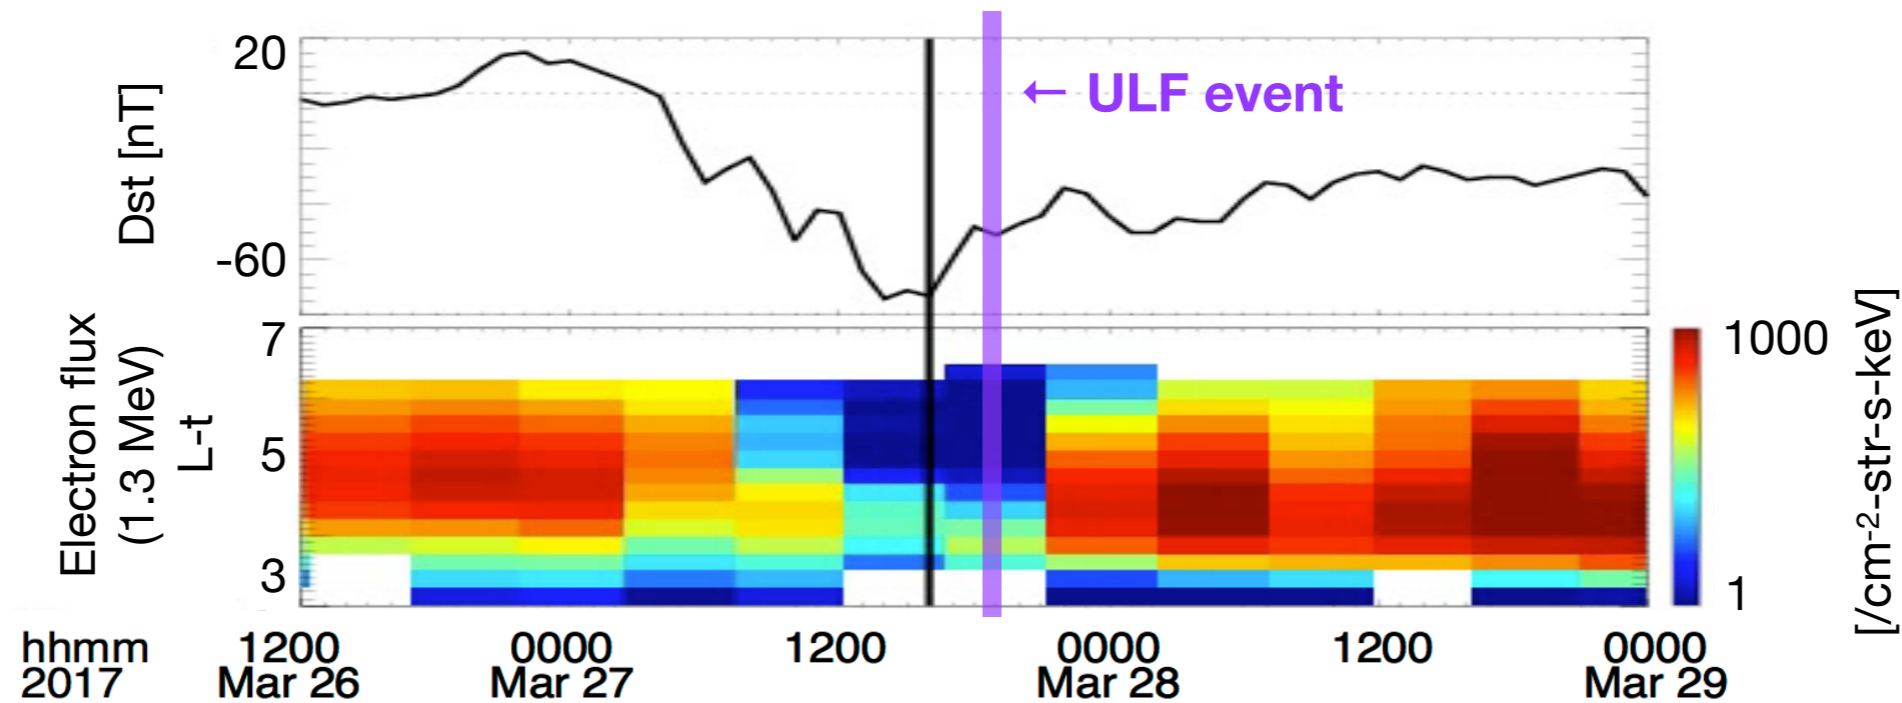 20
-60
Dst [nT]
← ULF event
7
5
3
Electron flux
(1.3 MeV)
L-t
1000
1
[/cm⁻²-str-s-keV]
hhmm 1200 0000 1200 0000 1200 0000
2017 Mar 26 Mar 27 Mar 28 Mar 29